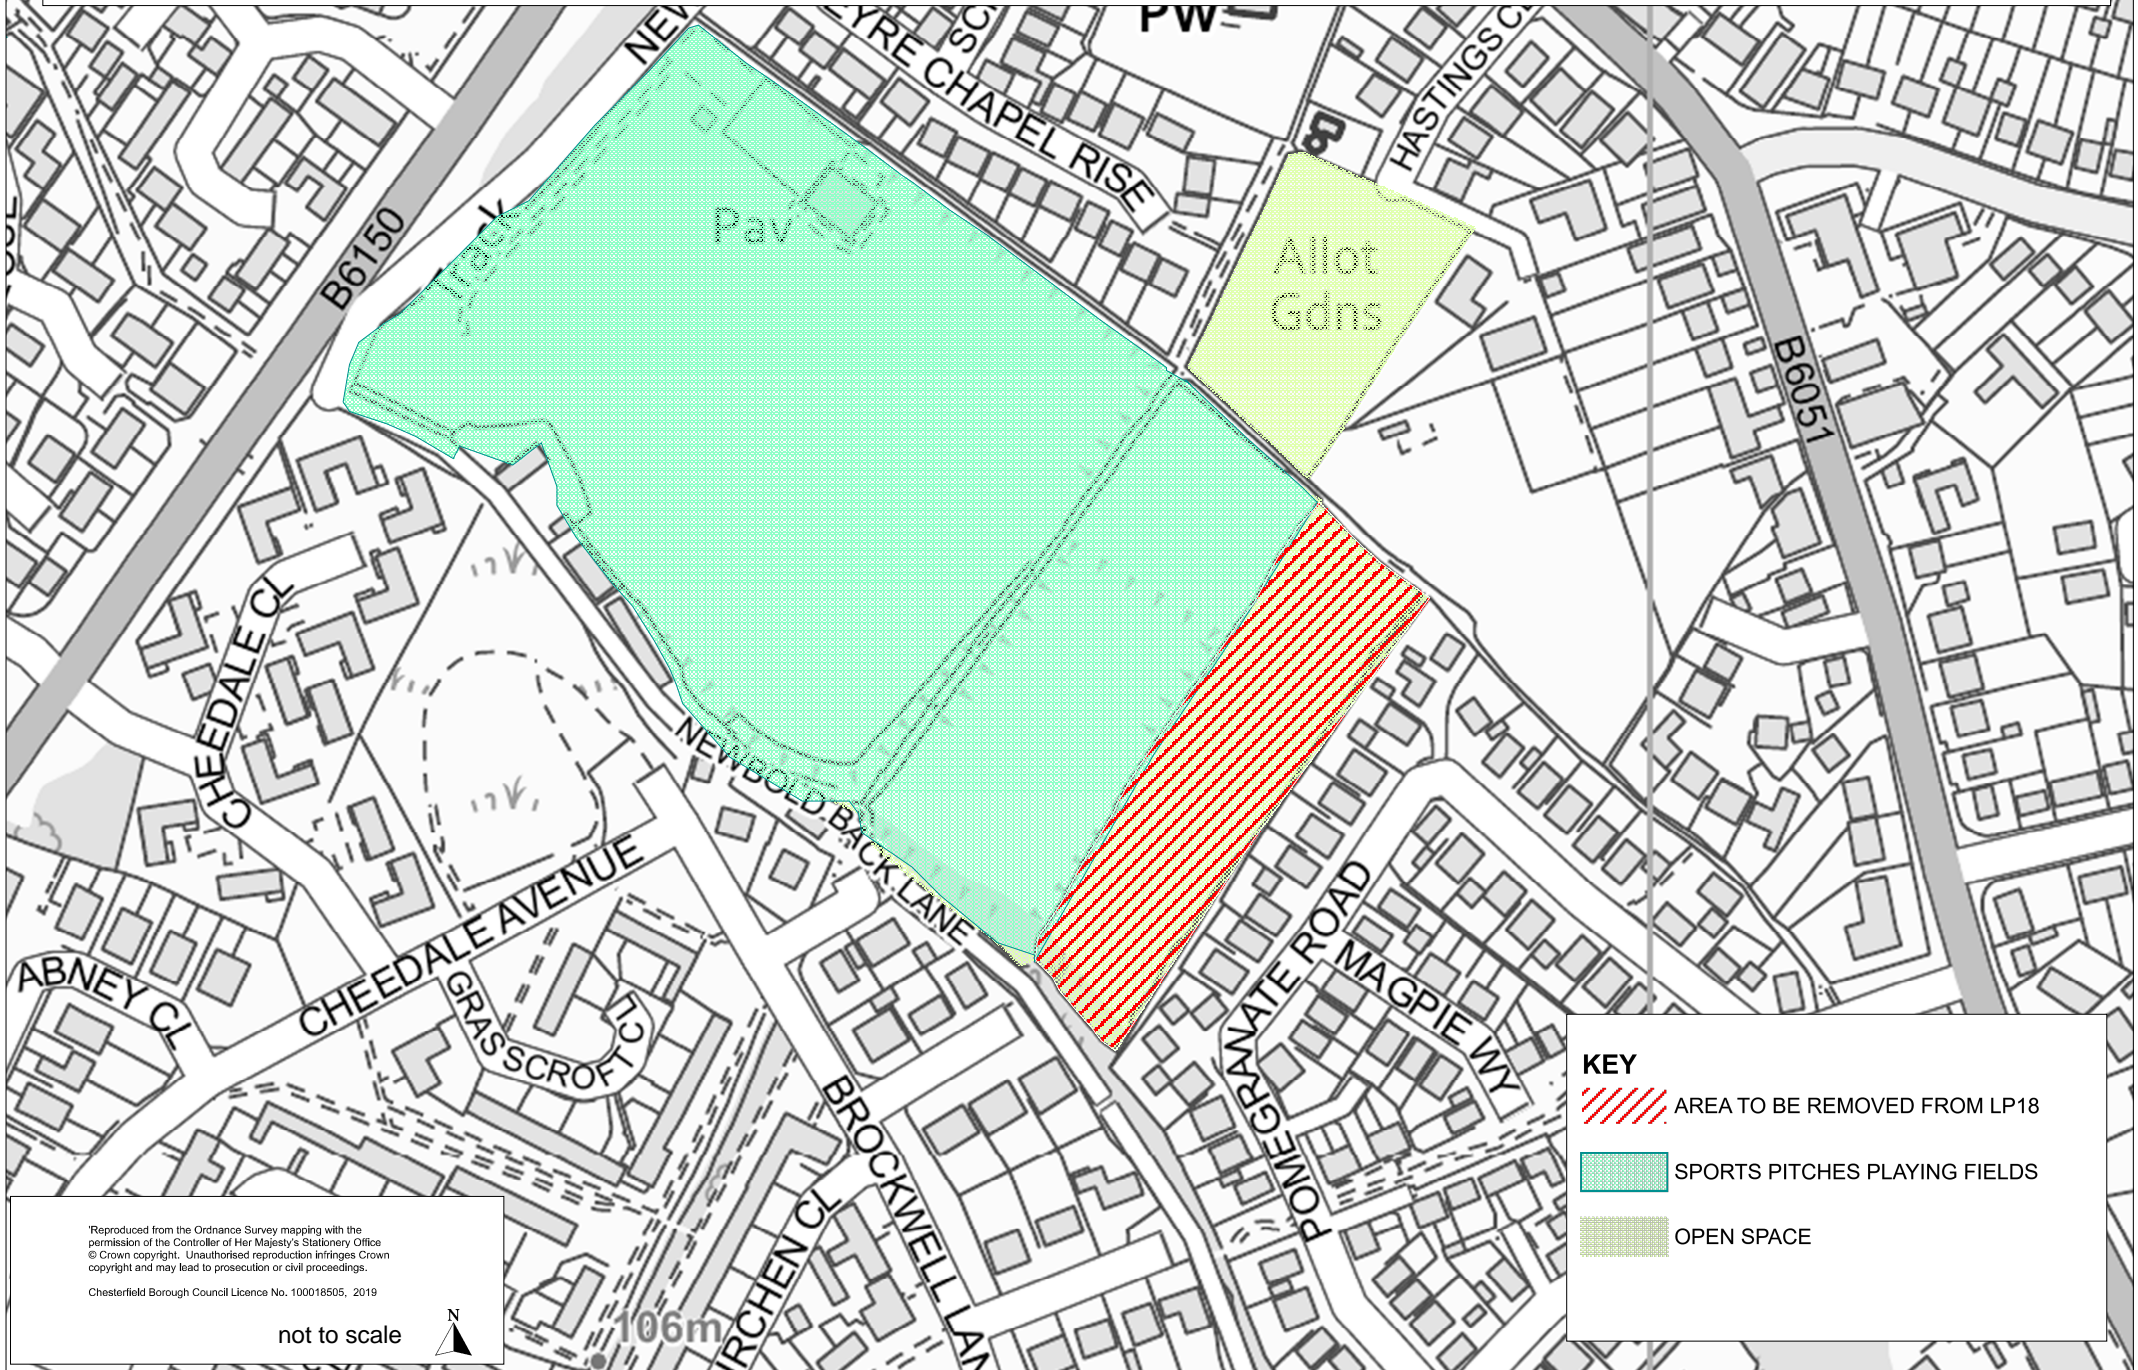 NEW
EYRE CHAPEL RISE
SC
PW
HASTINGS C
B6150
Track
Pav
Allot
Gdns
B6051
CHEEDALE CL
NEWBOLD BACK LANE
CHEEDALE AVENUE
ABNEY CL
GRASSCROFT CL
POMEGRANATE ROAD
MAGPIE WY
BROCKWELL LAN
IRCHEN CL
106m
KEY
AREA TO BE REMOVED FROM LP18
SPORTS PITCHES PLAYING FIELDS
OPEN SPACE
'Reproduced from the Ordnance Survey mapping with the
permission of the Controller of Her Majesty's Stationery Office
© Crown copyright. Unauthorised reproduction infringes Crown
copyright and may lead to prosecution or civil proceedings.
Chesterfield Borough Council Licence No. 100018505, 2019
not to scale
N